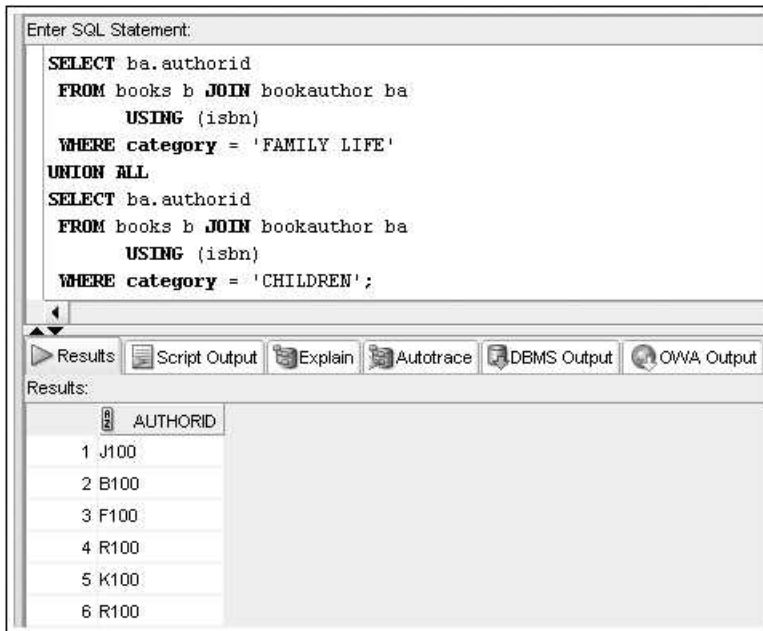 Enter SQL Statement:
SELECT ba.authorid
FROM books b JOIN bookauthor ba
USING (isbn)
WHERE category = 'FAMILY LIFE'
UNION ALL
SELECT ba.authorid
FROM books b JOIN bookauthor ba
USING (isbn)
WHERE category = 'CHILDREN';
Results Script Output Explain Autotrace DBMS Output OWA Output
Results:
AZ AUTHORID
1 J100
2 B100
3 F100
4 R100
5 K100
6 R100